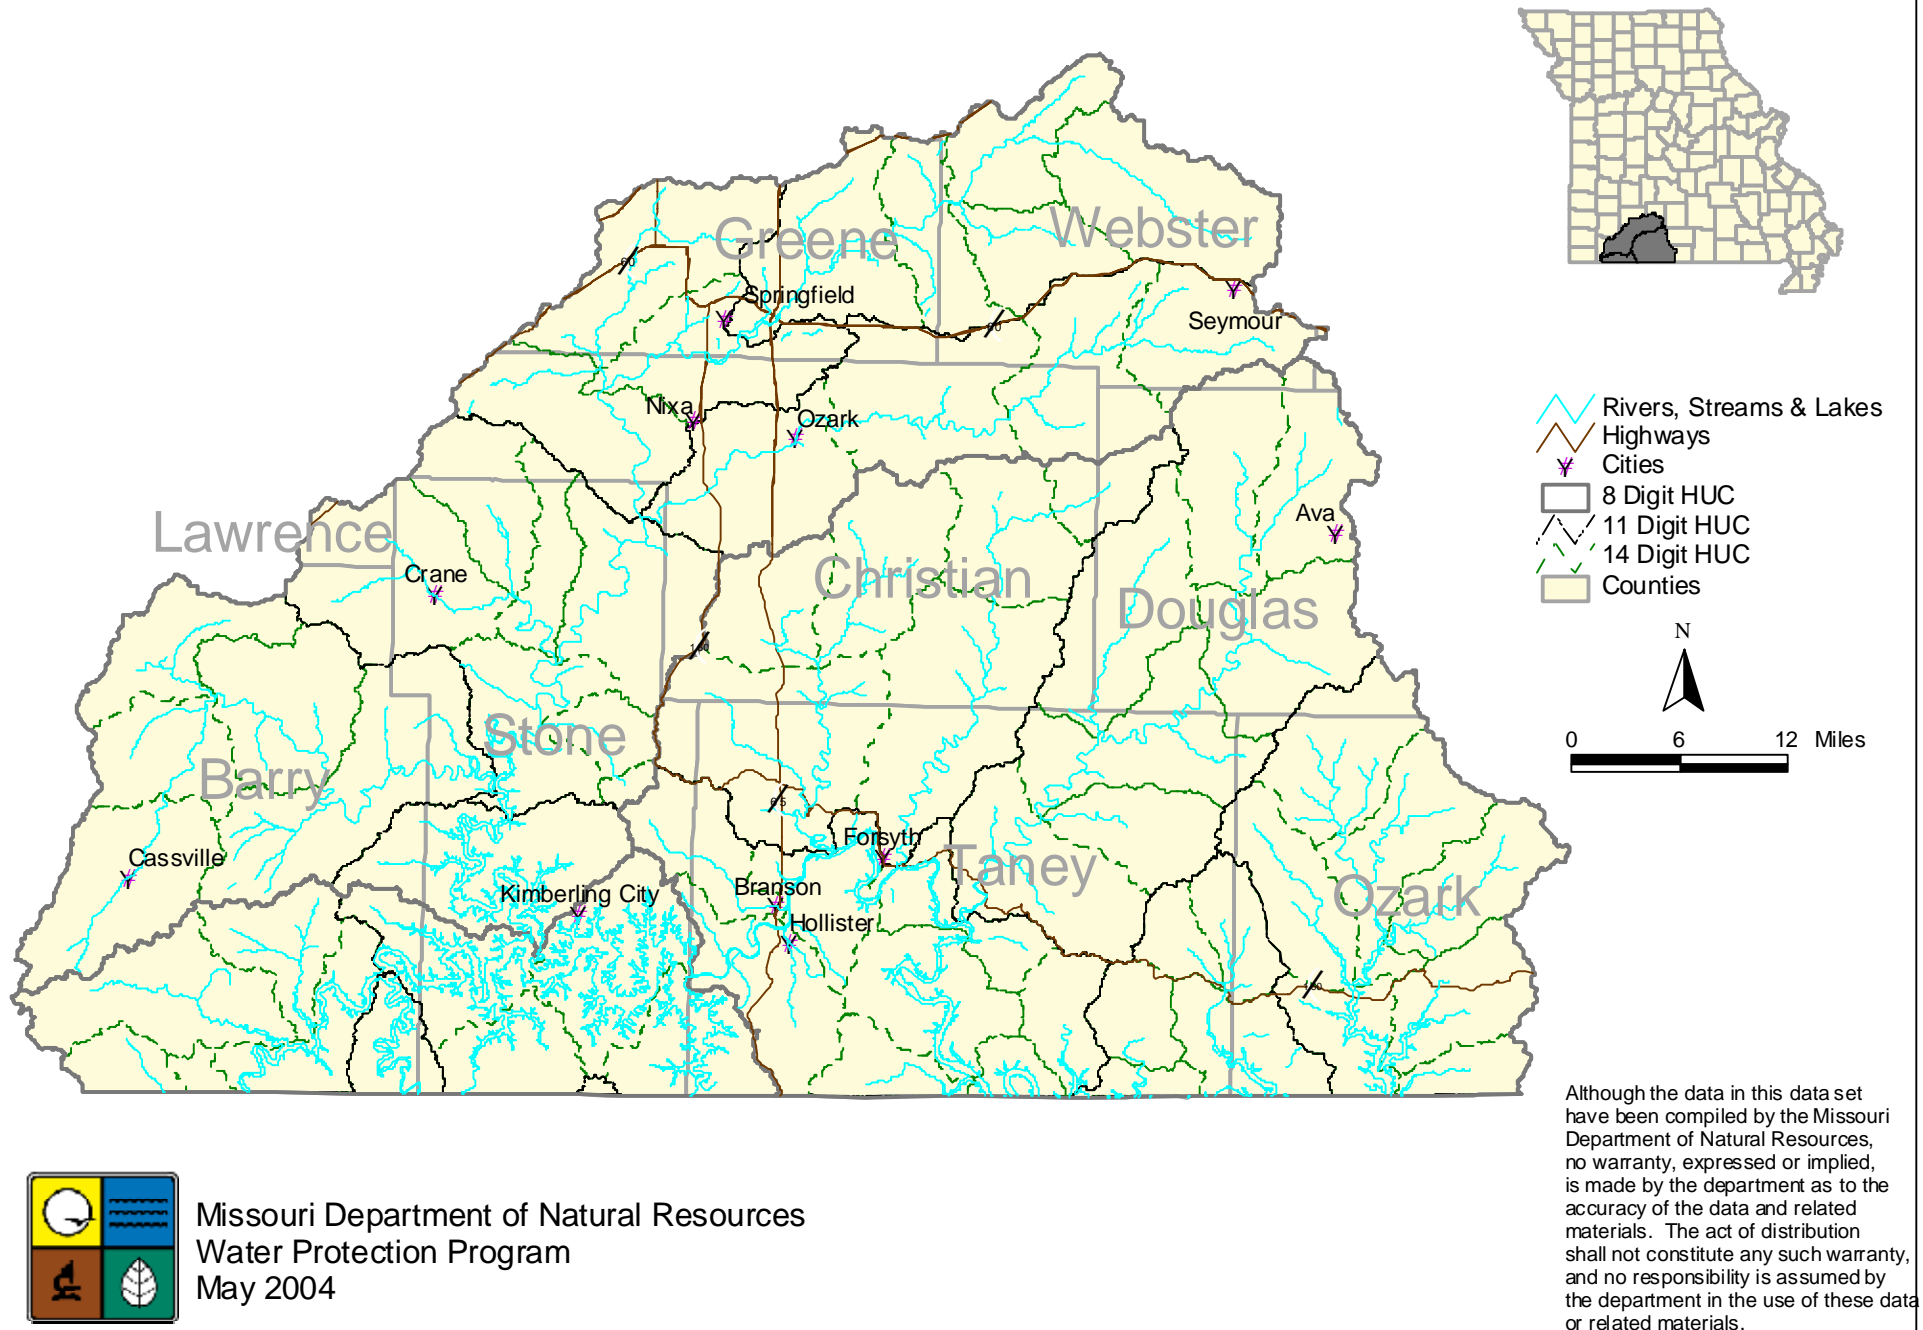 Greene
Webster
60
Springfield
Seymour
60
Nixa
Ozark
Lawrence
Ava
Crane
Christian
Douglas
160
Stone
Barry
65
Forsyth
Cassville
Taney
Kimberling City
Branson
Ozark
Hollister
160
Rivers, Streams & Lakes
Highways
Cities
8 Digit HUC
11 Digit HUC
14 Digit HUC
Counties
N
0 6 12 Miles
Although the data in this data set
have been compiled by the Missouri
Department of Natural Resources,
no warranty, expressed or implied,
is made by the department as to the
accuracy of the data and related
materials. The act of distribution
shall not constitute any such warranty,
and no responsibility is assumed by
the department in the use of these data
or related materials.
Missouri Department of Natural Resources
Water Protection Program
May 2004